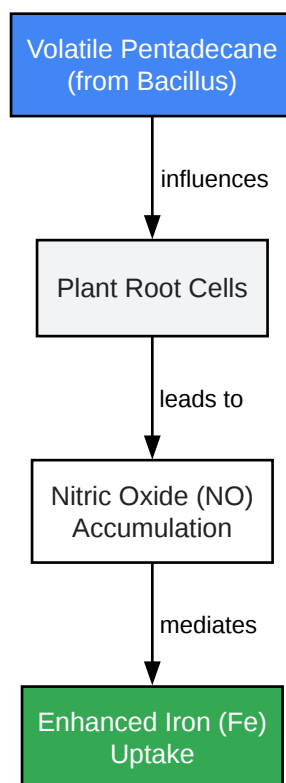 Volatile Pentadecane
(from Bacillus)
influences
Plant Root Cells
leads to
Nitric Oxide (NO)
Accumulation
mediates
Enhanced Iron (Fe)
Uptake